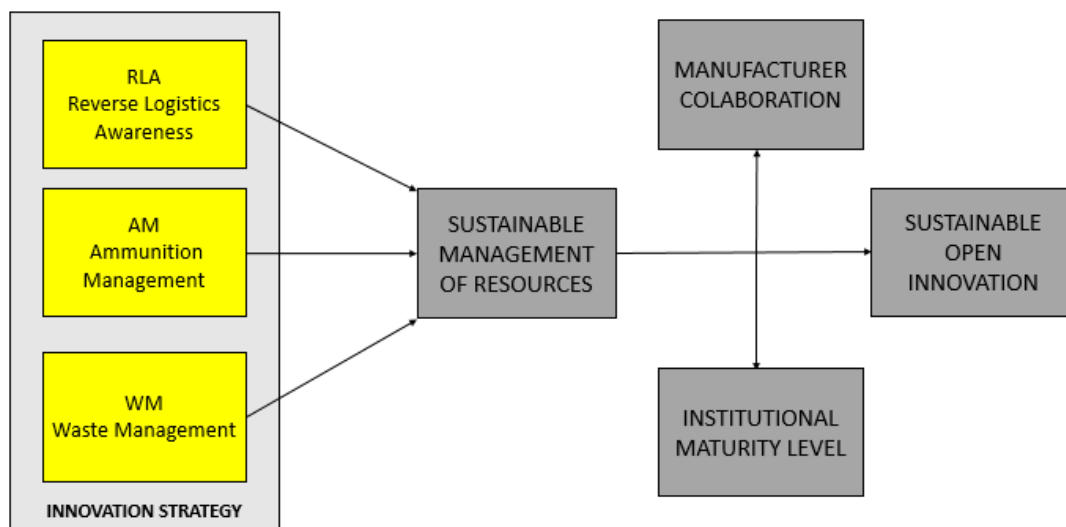 RLA
Reverse Logistics
Awareness
AM
Ammunition
Management
WM
Waste Management
INNOVATION STRATEGY
SUSTAINABLE
MANAGEMENT
OF RESOURCES
MANUFACTURER
COLABORATION
INSTITUTIONAL
MATURITY LEVEL
SUSTAINABLE
OPEN
INNOVATION